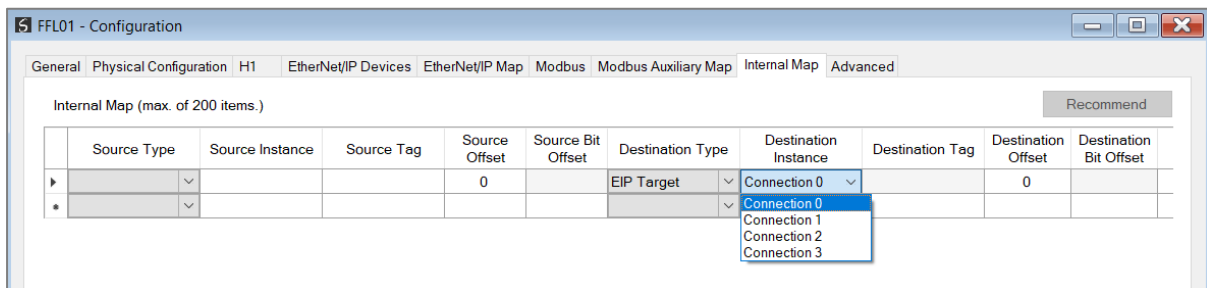 FFL01 - Configuration
General Physical Configuration H1 EtherNet/IP Devices EtherNet/IP Map Modbus Modbus Auxiliary Map Internal Map Advanced
Internal Map (max. of 200 items.) Recommend
Source Type Source Instance Source Tag Source Offset Source Bit Offset Destination Type Destination Instance Destination Tag Destination Offset Destination Bit Offset
0 EIP Target Connection 0 0
Connection 0
Connection 1
Connection 2
Connection 3